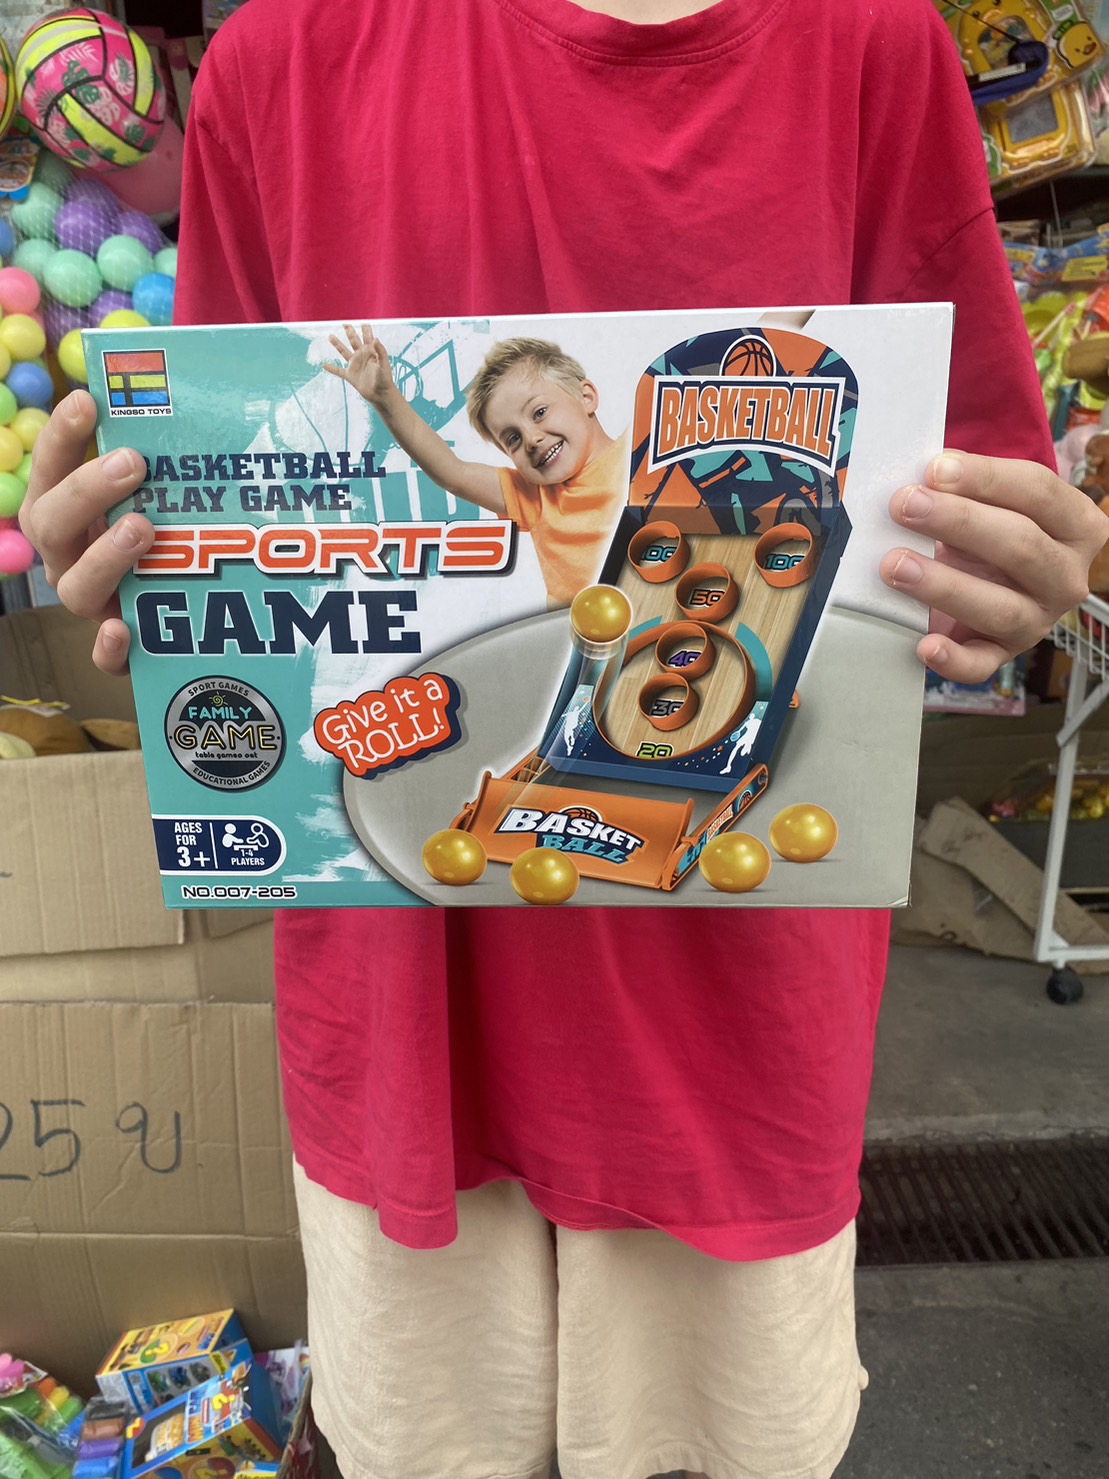 KINGSO TOYS
BASKETBALL
PLAY GAME
SPORTS
GAME
SPORT GAMES
FAMILY
GAME
table games set
EDUCATIONAL GAMES
Give it a
ROLL!
AGES
FOR
3+
1-4
PLAYERS
NO.007-205
BASKETBALL
100
100
50
40
30
20
BASKET
BALL
BASKETBALL
25 ขุ